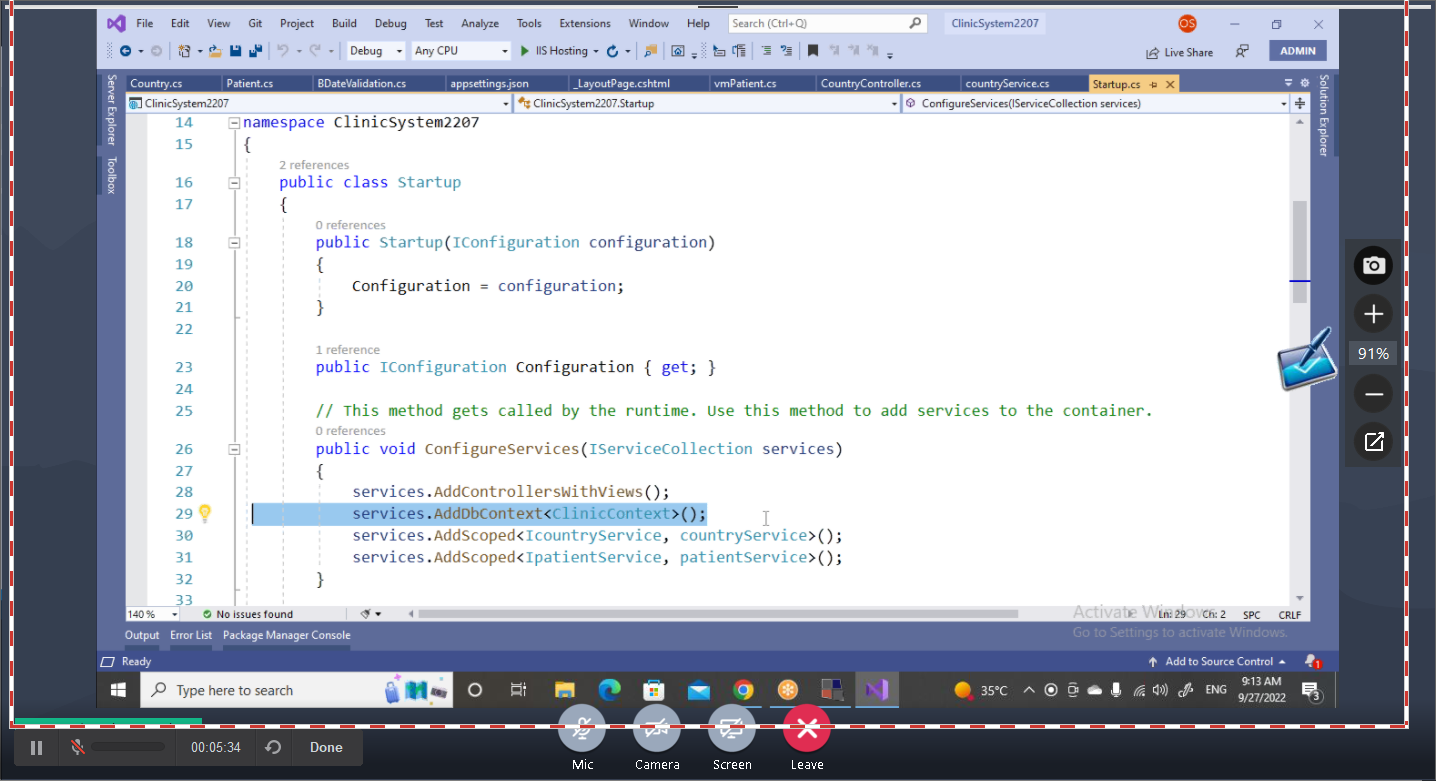 File Edit View Git Project Build Debug Test Analyze Tools Extensions Window Help Search (Ctrl+Q) ClinicSystem2207 OS
Debug Any CPU IIS Hosting Live Share ADMIN
Country.cs Patient.cs BDateValidation.cs appsettings.json _LayoutPage.cshtml vmPatient.cs CountryController.cs countryService.cs Startup.cs
ClinicSystem2207 ClinicSystem2207.Startup ConfigureServices(IServiceCollection services)
Server Explorer
Toolbox
Solution Explorer
14 namespace ClinicSystem2207
15 {
2 references
16 public class Startup
17 {
0 references
18 public Startup(IConfiguration configuration)
19 {
20 Configuration = configuration;
21 }
22
1 reference
23 public IConfiguration Configuration { get; }
24
25 // This method gets called by the runtime. Use this method to add services to the container.
0 references
26 public void ConfigureServices(IServiceCollection services)
27 {
28 services.AddControllersWithViews();
29 services.AddDbContext<ClinicContext>();
30 services.AddScoped<IcountryService, countryService>();
31 services.AddScoped<IpatientService, patientService>();
32 }
33
91%
140 % No issues found Ln: 29 Ch: 2 SPC CRLF
Activate Windows
Go to Settings to activate Windows.
Output Error List Package Manager Console
Ready Add to Source Control 1
Type here to search 35°C ENG 9:13 AM
9/27/2022 3
00:05:34 Done
Mic Camera Screen Leave